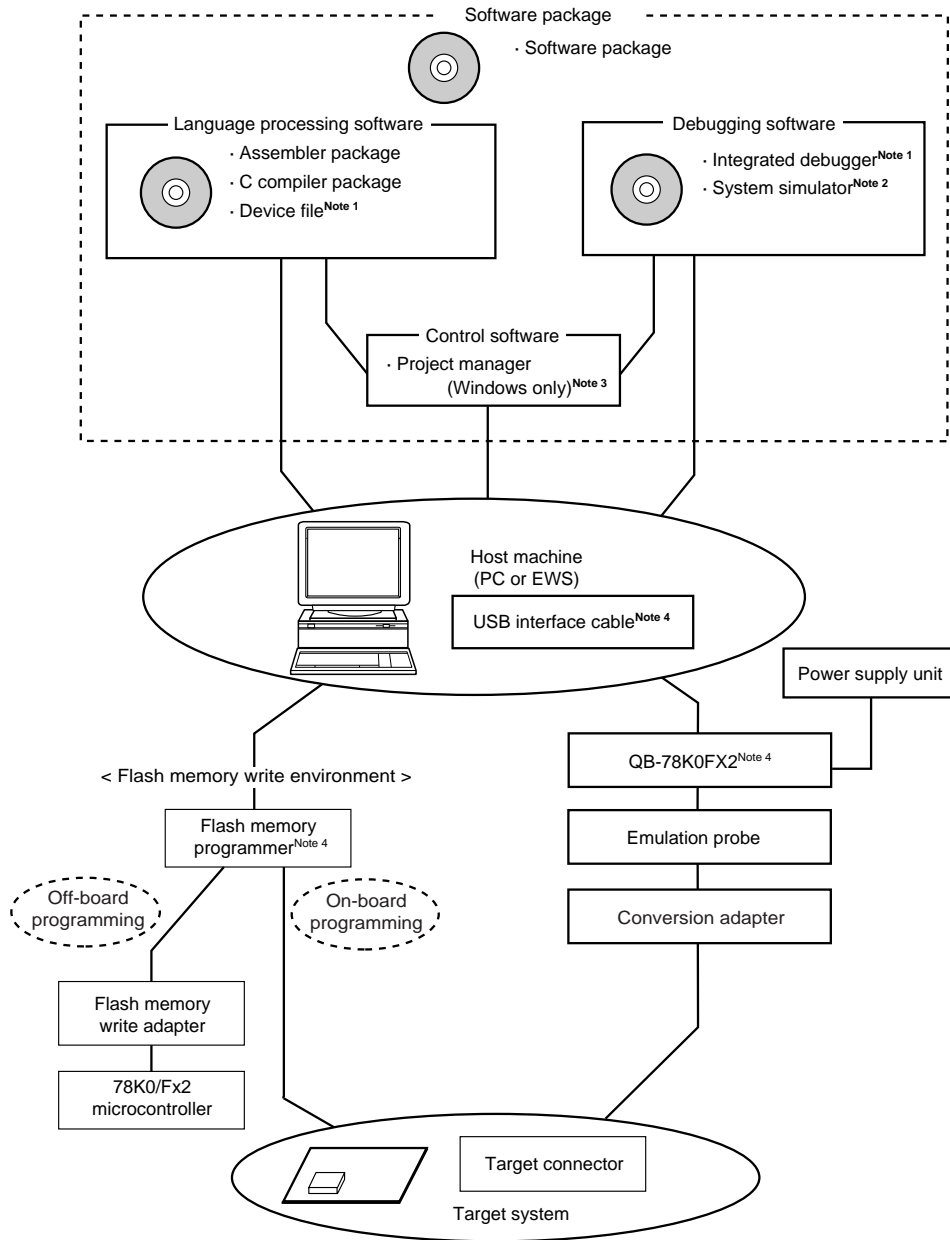 Software package
· Software package
Language processing software
· Assembler package
· C compiler package
· Device file Note 1
Debugging software
· Integrated debugger Note 1
· System simulator Note 2
Control software
· Project manager
(Windows only) Note 3
Host machine
(PC or EWS)
USB interface cable Note 4
Power supply unit
< Flash memory write environment >
QB-78K0FX2 Note 4
Flash memory
programmer Note 4
Emulation probe
Off-board
programming
On-board
programming
Conversion adapter
Flash memory
write adapter
78K0/Fx2
microcontroller
Target connector
Target system